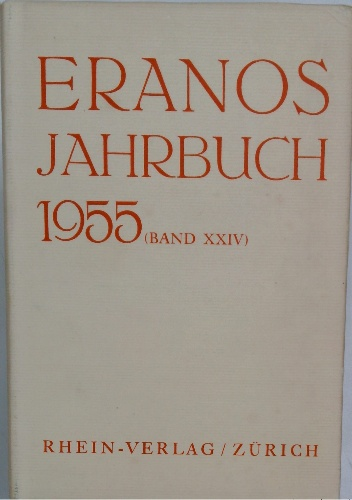 ERANOS
JAHRBUCH
1955 (BAND XXIV)
RHEIN-VERLAG / ZÜRICH